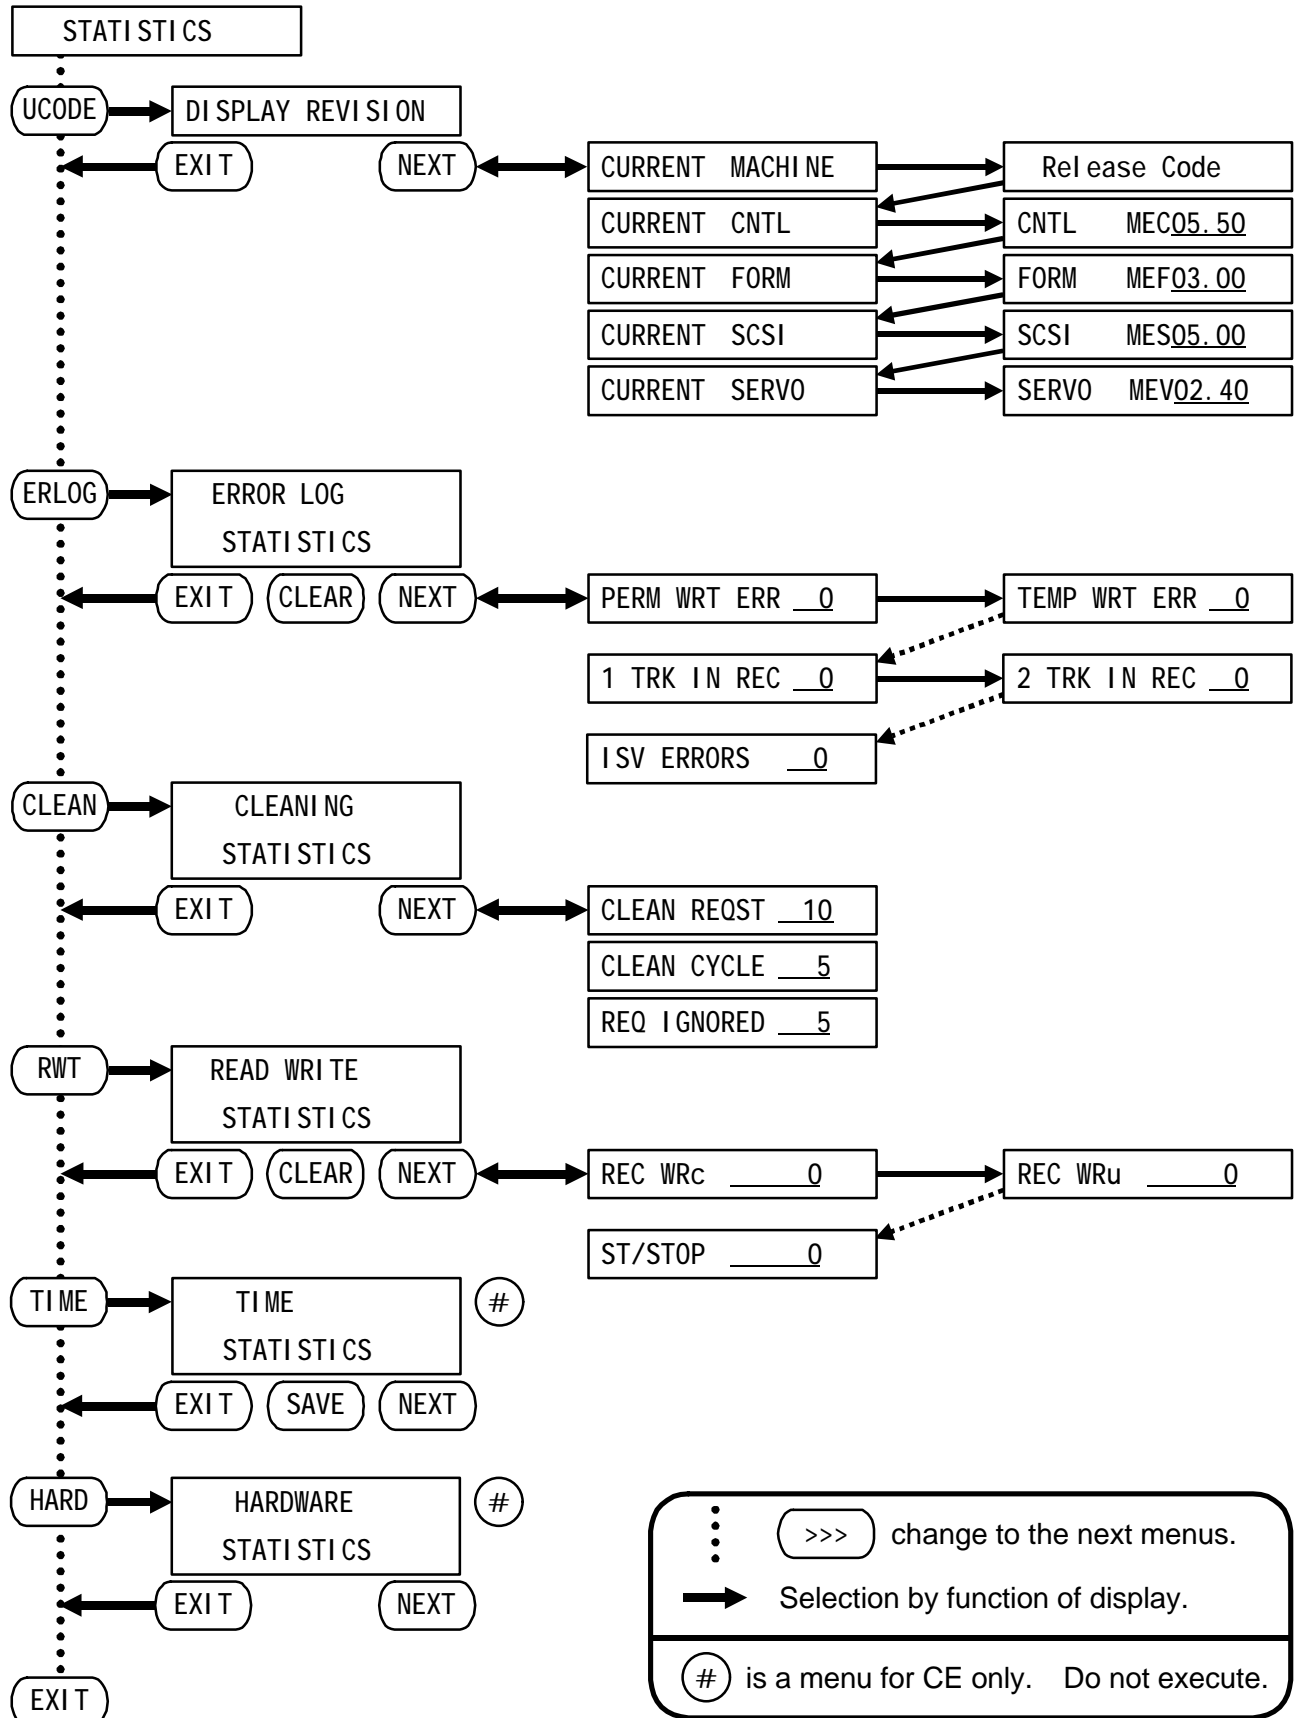 STATISTICS
UCODE DISPLAY REVISION
EXIT NEXT CURRENT MACHINE Release Code
CURRENT CNTL CNTL MEC05.50
CURRENT FORM FORM MEF03.00
CURRENT SCSI SCSI MES05.00
CURRENT SERVO SERVO MEV02.40
ERLOG ERROR LOG
STATISTICS
EXIT CLEAR NEXT PERM WRT ERR 0 TEMP WRT ERR 0
1 TRK IN REC 0 2 TRK IN REC 0
ISV ERRORS 0
CLEAN CLEANING
STATISTICS
EXIT NEXT CLEAN REQST 10
CLEAN CYCLE 5
REQ IGNORED 5
RWT READ WRITE
STATISTICS
EXIT CLEAR NEXT REC WRc 0 REC WRu 0
ST/STOP 0
TIME TIME #
STATISTICS
EXIT SAVE NEXT
HARD HARDWARE #
STATISTICS
EXIT NEXT
EXIT
>>> change to the next menus.
Selection by function of display.
# is a menu for CE only. Do not execute.